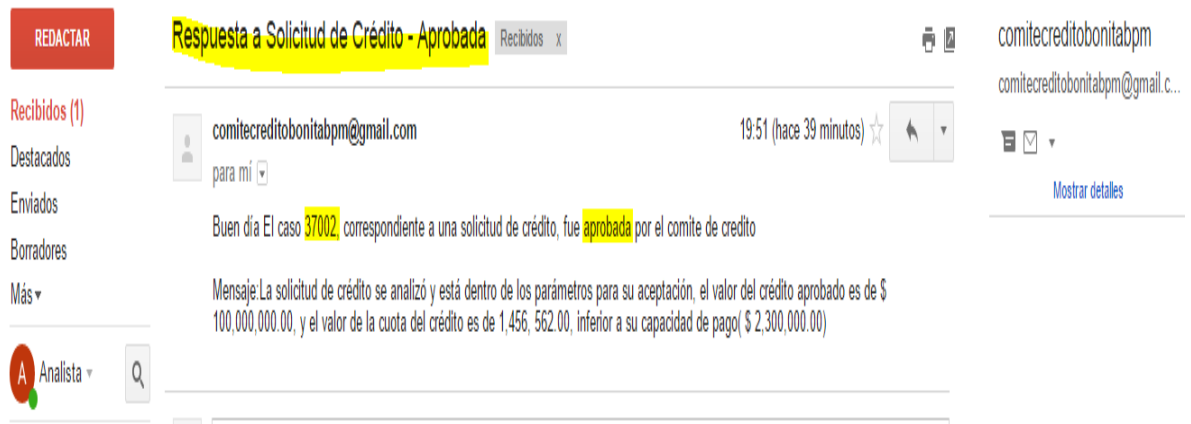 REDACTAR
Recibidos (1)
Destacados
Enviados
Borradores
Más
A Analista
Respuesta a Solicitud de Crédito - Aprobada Recibidos x
comitecreditobonitabpm@gmail.com 19:51 (hace 39 minutos)
para mí
Buen día El caso 37002, correspondiente a una solicitud de crédito, fue aprobada por el comite de credito
Mensaje:La solicitud de crédito se analizó y está dentro de los parámetros para su aceptación, el valor del crédito aprobado es de $
100,000,000.00, y el valor de la cuota del crédito es de 1,456, 562.00, inferior a su capacidad de pago( $ 2,300,000.00)
comitecreditobonitabpm
comitecreditobonitabpm@gmail.c...
Mostrar detalles